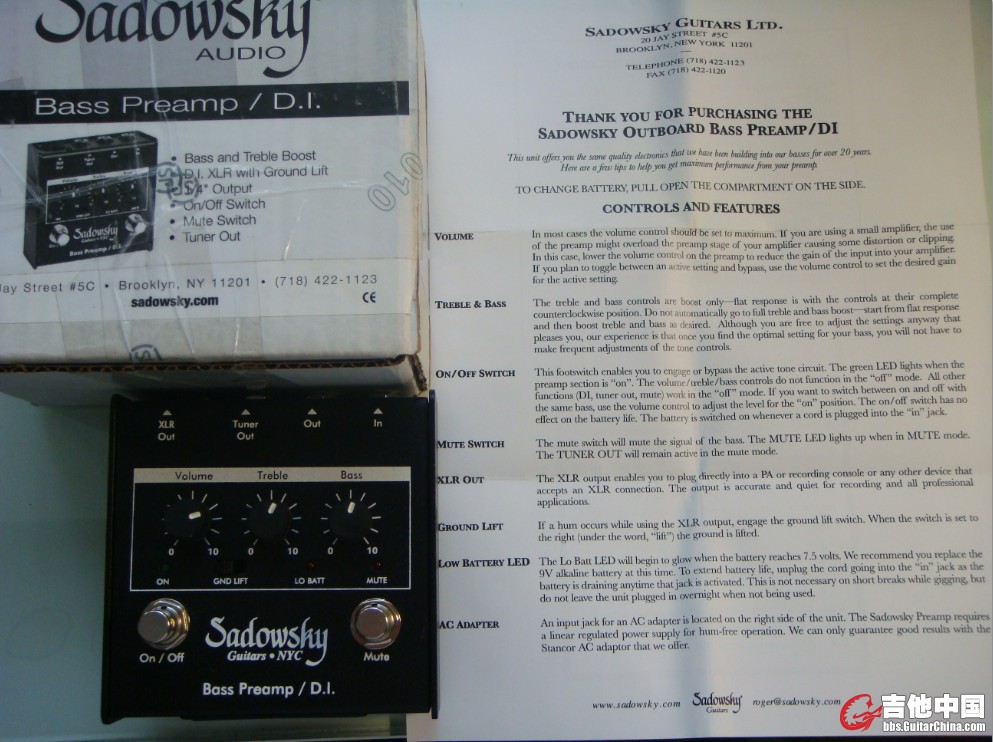 Sadowsky
AUDIO
Bass Preamp / D.I.
• Bass and Treble Boost
• D.I. XLR with Ground Lift
• 1/4" Output
• On/Off Switch
• Mute Switch
• Tuner Out
Sadowsky
Bass Preamp / D.I.
Jay Street #5C • Brooklyn, NY 11201 • (718) 422-1123
sadowsky.com
CE
010
SADOWSKY GUITARS LTD.
20 JAY STREET #5C
BROOKLYN, NEW YORK 11201
TELEPHONE (718) 422-1123
FAX (718) 422-1120
THANK YOU FOR PURCHASING THE
SADOWSKY OUTBOARD BASS PREAMP/DI
This unit offers you the same quality electronics that we have been building into our basses for over 20 years.
Here are a few tips to help you get maximum performance from your preamp.
TO CHANGE BATTERY, PULL OPEN THE COMPARTMENT ON THE SIDE.
CONTROLS AND FEATURES
VOLUME
In most cases the volume control should be set to maximum. If you are using a small amplifier, the use
of the preamp might overload the preamp stage of your amplifier causing some distortion or clipping.
In this case, lower the volume control on the preamp to reduce the gain of the input into your amplifier.
If you plan to toggle between an active setting and bypass, use the volume control to set the desired gain
for the active setting.
TREBLE & BASS
The treble and bass controls are boost only—flat response is with the controls at their complete
counterclockwise position. Do not automatically go to full treble and bass boost—start from flat response
and then boost treble and bass as desired. Although you are free to adjust the settings anyway that
pleases you, our experience is that once you find the optimal setting for your bass, you will not have to
make frequent adjustments of the tone controls.
ON/OFF SWITCH
This footswitch enables you to engage or bypass the active tone circuit. The green LED lights when the
preamp section is "on". The volume/treble/bass controls do not function in the "off" mode. All other
functions (DI, tuner out, mute) work in the "off" mode. If you want to switch between on and off with
the same bass, use the volume control to adjust the level for the "on" position. The on/off switch has no
effect on the battery life. The battery is switched on whenever a cord is plugged into the "in" jack.
MUTE SWITCH
The mute switch will mute the signal of the bass. The MUTE LED lights up when in MUTE mode.
The TUNER OUT will remain active in the mute mode.
XLR OUT
The XLR output enables you to plug directly into a PA or recording console or any other device that
accepts an XLR connection. The output is accurate and quiet for recording and all professional
applications.
GROUND LIFT
If a hum occurs while using the XLR output, engage the ground lift switch. When the switch is set to
the right (under the word, "lift") the ground is lifted.
LOW BATTERY LED
The Lo Batt LED will begin to glow when the battery reaches 7.5 volts. We recommend you replace the
9V alkaline battery at this time. To extend battery life, unplug the cord going into the "in" jack as the
battery is draining anytime that jack is activated. This is not necessary on short breaks while gigging, but
do not leave the unit plugged in overnight when not being used.
AC ADAPTER
An input jack for an AC adapter is located on the right side of the unit. The Sadowsky Preamp requires
a linear regulated power supply for hum-free operation. We can only guarantee good results with the
Stancor AC adaptor that we offer.
www.sadowsky.com Sadowsky Guitars roger@sadowsky.com
XLR Out
Tuner Out
Out
In
Volume Treble Bass
0 10 0 10 0 10
ON GND LIFT LO BATT MUTE
Sadowsky
Guitars • NYC
On / Off
Mute
Bass Preamp / D.I.
吉他中国
bbs.GuitarChina.com